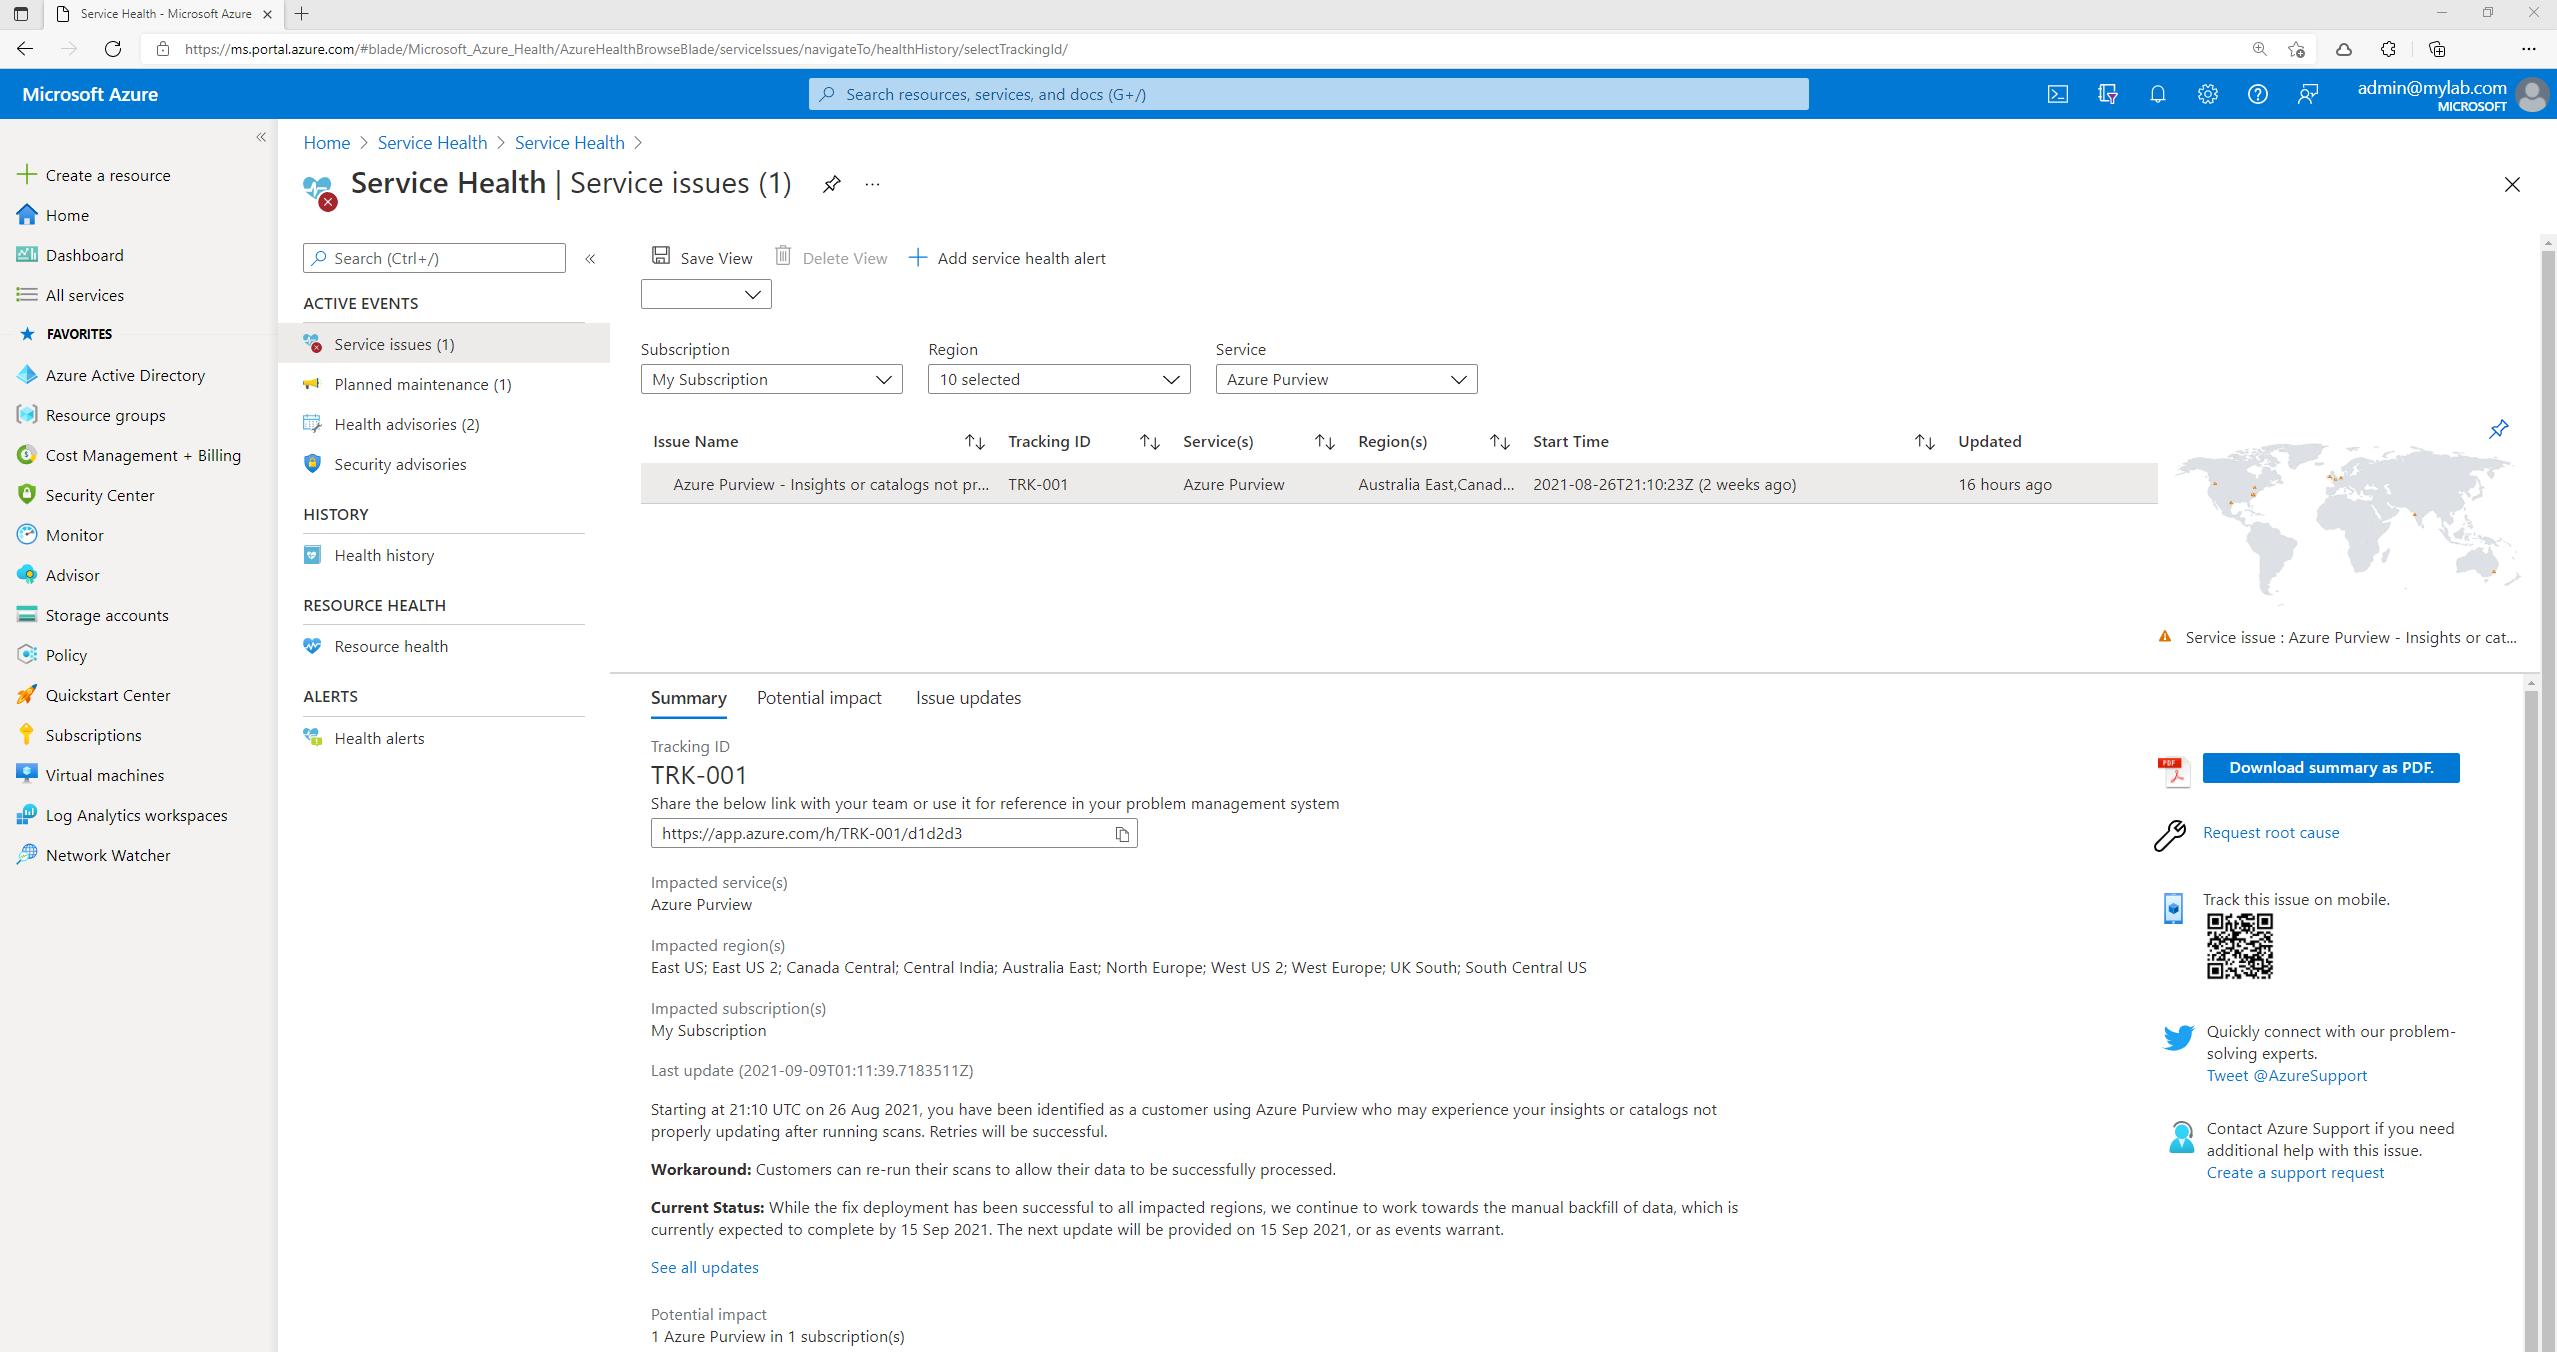 Service Health - Microsoft Azure
https://ms.portal.azure.com/#blade/Microsoft_Azure_Health/AzureHealthBrowseBlade/serviceIssues/navigateTo/healthHistory/selectTrackingId/
Microsoft Azure
Search resources, services, and docs (G+/)
admin@mylab.com
MICROSOFT
Create a resource
Home
Dashboard
All services
FAVORITES
Azure Active Directory
Resource groups
Cost Management + Billing
Security Center
Monitor
Advisor
Storage accounts
Policy
Quickstart Center
Subscriptions
Virtual machines
Log Analytics workspaces
Network Watcher
Home > Service Health > Service Health >
Service Health | Service issues (1)
Search (Ctrl+/)
ACTIVE EVENTS
Service issues (1)
Planned maintenance (1)
Health advisories (2)
Security advisories
HISTORY
Health history
RESOURCE HEALTH
Resource health
ALERTS
Health alerts
Save View Delete View Add service health alert
Subscription Region Service
My Subscription 10 selected Azure Purview
Issue Name Tracking ID Service(s) Region(s) Start Time Updated
Azure Purview - Insights or catalogs not pr... TRK-001 Azure Purview Australia East,Canad... 2021-08-26T21:10:23Z (2 weeks ago) 16 hours ago
Service issue : Azure Purview - Insights or cat...
Summary Potential impact Issue updates
Tracking ID
TRK-001
Share the below link with your team or use it for reference in your problem management system
https://app.azure.com/h/TRK-001/d1d2d3
Impacted service(s)
Azure Purview
Impacted region(s)
East US; East US 2; Canada Central; Central India; Australia East; North Europe; West US 2; West Europe; UK South; South Central US
Impacted subscription(s)
My Subscription
Last update (2021-09-09T01:11:39.7183511Z)
Starting at 21:10 UTC on 26 Aug 2021, you have been identified as a customer using Azure Purview who may experience your insights or catalogs not
properly updating after running scans. Retries will be successful.
Workaround: Customers can re-run their scans to allow their data to be successfully processed.
Current Status: While the fix deployment has been successful to all impacted regions, we continue to work towards the manual backfill of data, which is
currently expected to complete by 15 Sep 2021. The next update will be provided on 15 Sep 2021, or as events warrant.
See all updates
Potential impact
1 Azure Purview in 1 subscription(s)
PDF
Download summary as PDF.
Request root cause
Track this issue on mobile.
Quickly connect with our problem-
solving experts.
Tweet @AzureSupport
Contact Azure Support if you need
additional help with this issue.
Create a support request